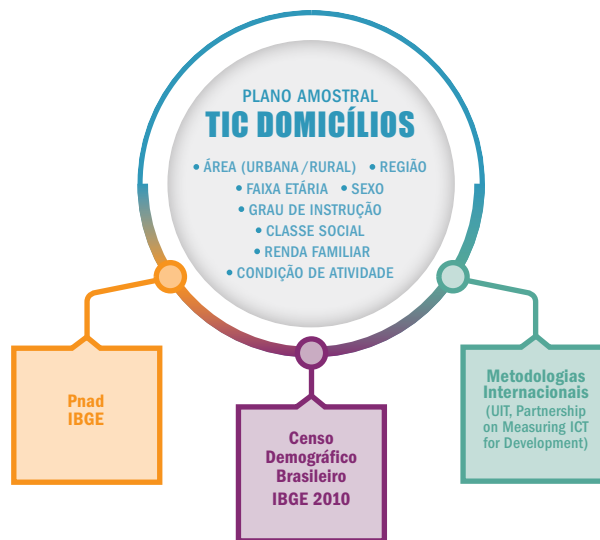 PLANO AMOSTRAL
TIC DOMICÍLIOS
• ÁREA (URBANA/RURAL) • REGIÃO
• FAIXA ETÁRIA • SEXO
• GRAU DE INSTRUÇÃO
• CLASSE SOCIAL
• RENDA FAMILIAR
• CONDIÇÃO DE ATIVIDADE
Pnad
IBGE
Censo
Demográfico
Brasileiro
IBGE 2010
Metodologias
Internacionais
(UIT, Partnership
on Measuring ICT
for Development)